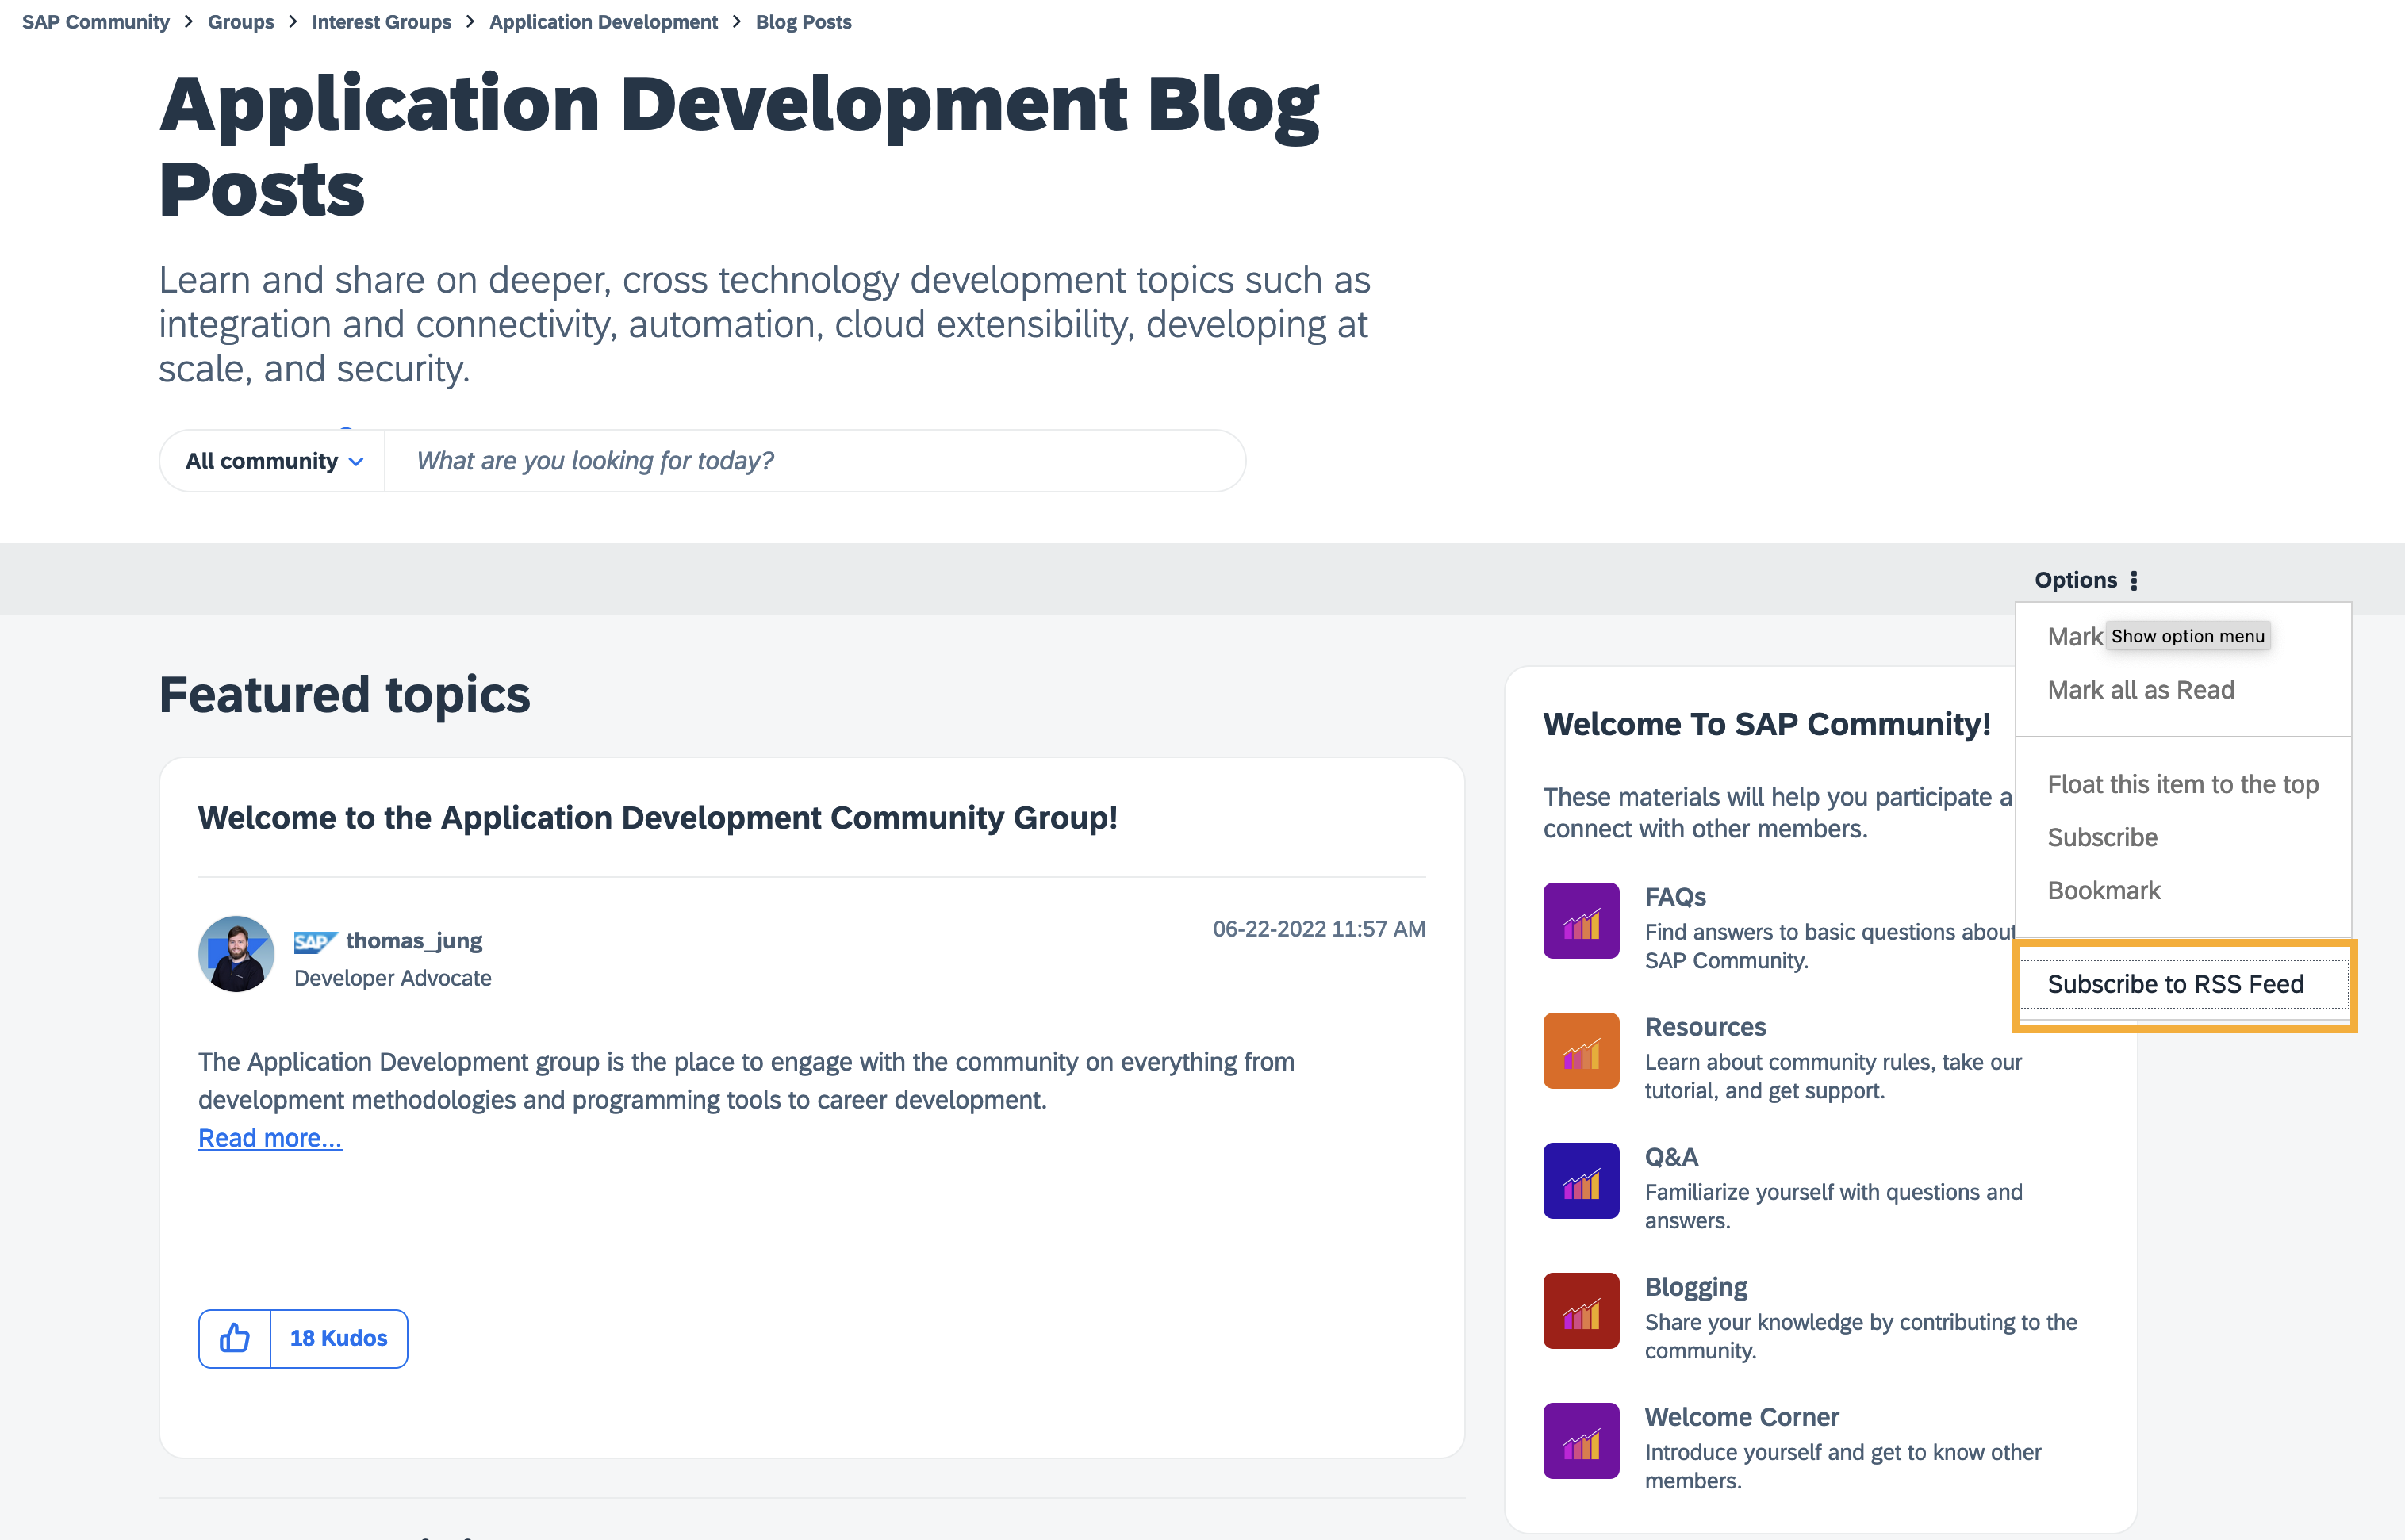 SAP Community > Groups > Interest Groups > Application Development > Blog Posts
Application Development Blog
Posts
Learn and share on deeper, cross technology development topics such as
integration and connectivity, automation, cloud extensibility, developing at
scale, and security.
All community
What are you looking for today?
Options
Mark
Show option menu
Mark all as Read
Float this item to the top
Subscribe
Bookmark
Subscribe to RSS Feed
Featured topics
Welcome to the Application Development Community Group!
SAP thomas_jung
Developer Advocate
06-22-2022 11:57 AM
The Application Development group is the place to engage with the community on everything from
development methodologies and programming tools to career development.
Read more...
18 Kudos
Welcome To SAP Community!
These materials will help you participate a
connect with other members.
FAQs
Find answers to basic questions about
SAP Community.
Resources
Learn about community rules, take our
tutorial, and get support.
Q&A
Familiarize yourself with questions and
answers.
Blogging
Share your knowledge by contributing to the
community.
Welcome Corner
Introduce yourself and get to know other
members.